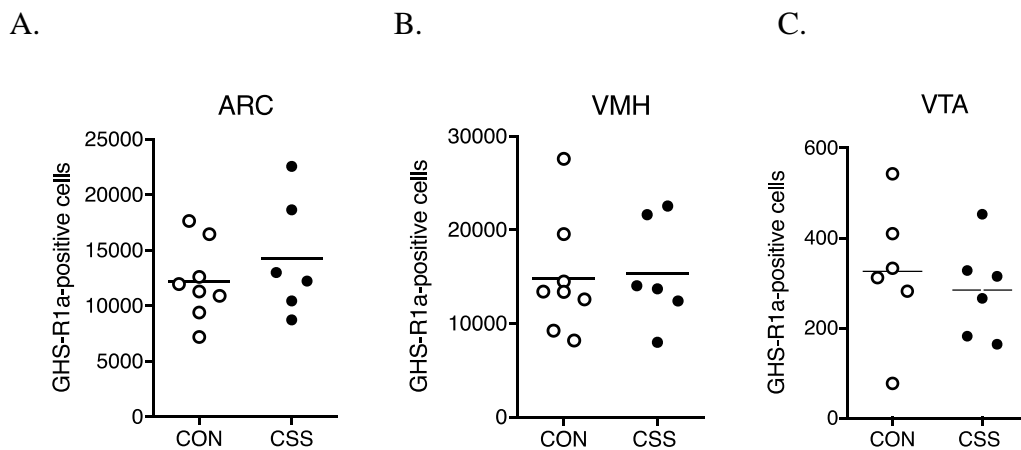 A.
B.
C.
ARC
VMH
VTA
GHS-R1a-positive cells
25000
20000
15000
10000
5000
0
CON
CSS
GHS-R1a-positive cells
30000
20000
10000
0
CON
CSS
GHS-R1a-positive cells
600
400
200
0
CON
CSS